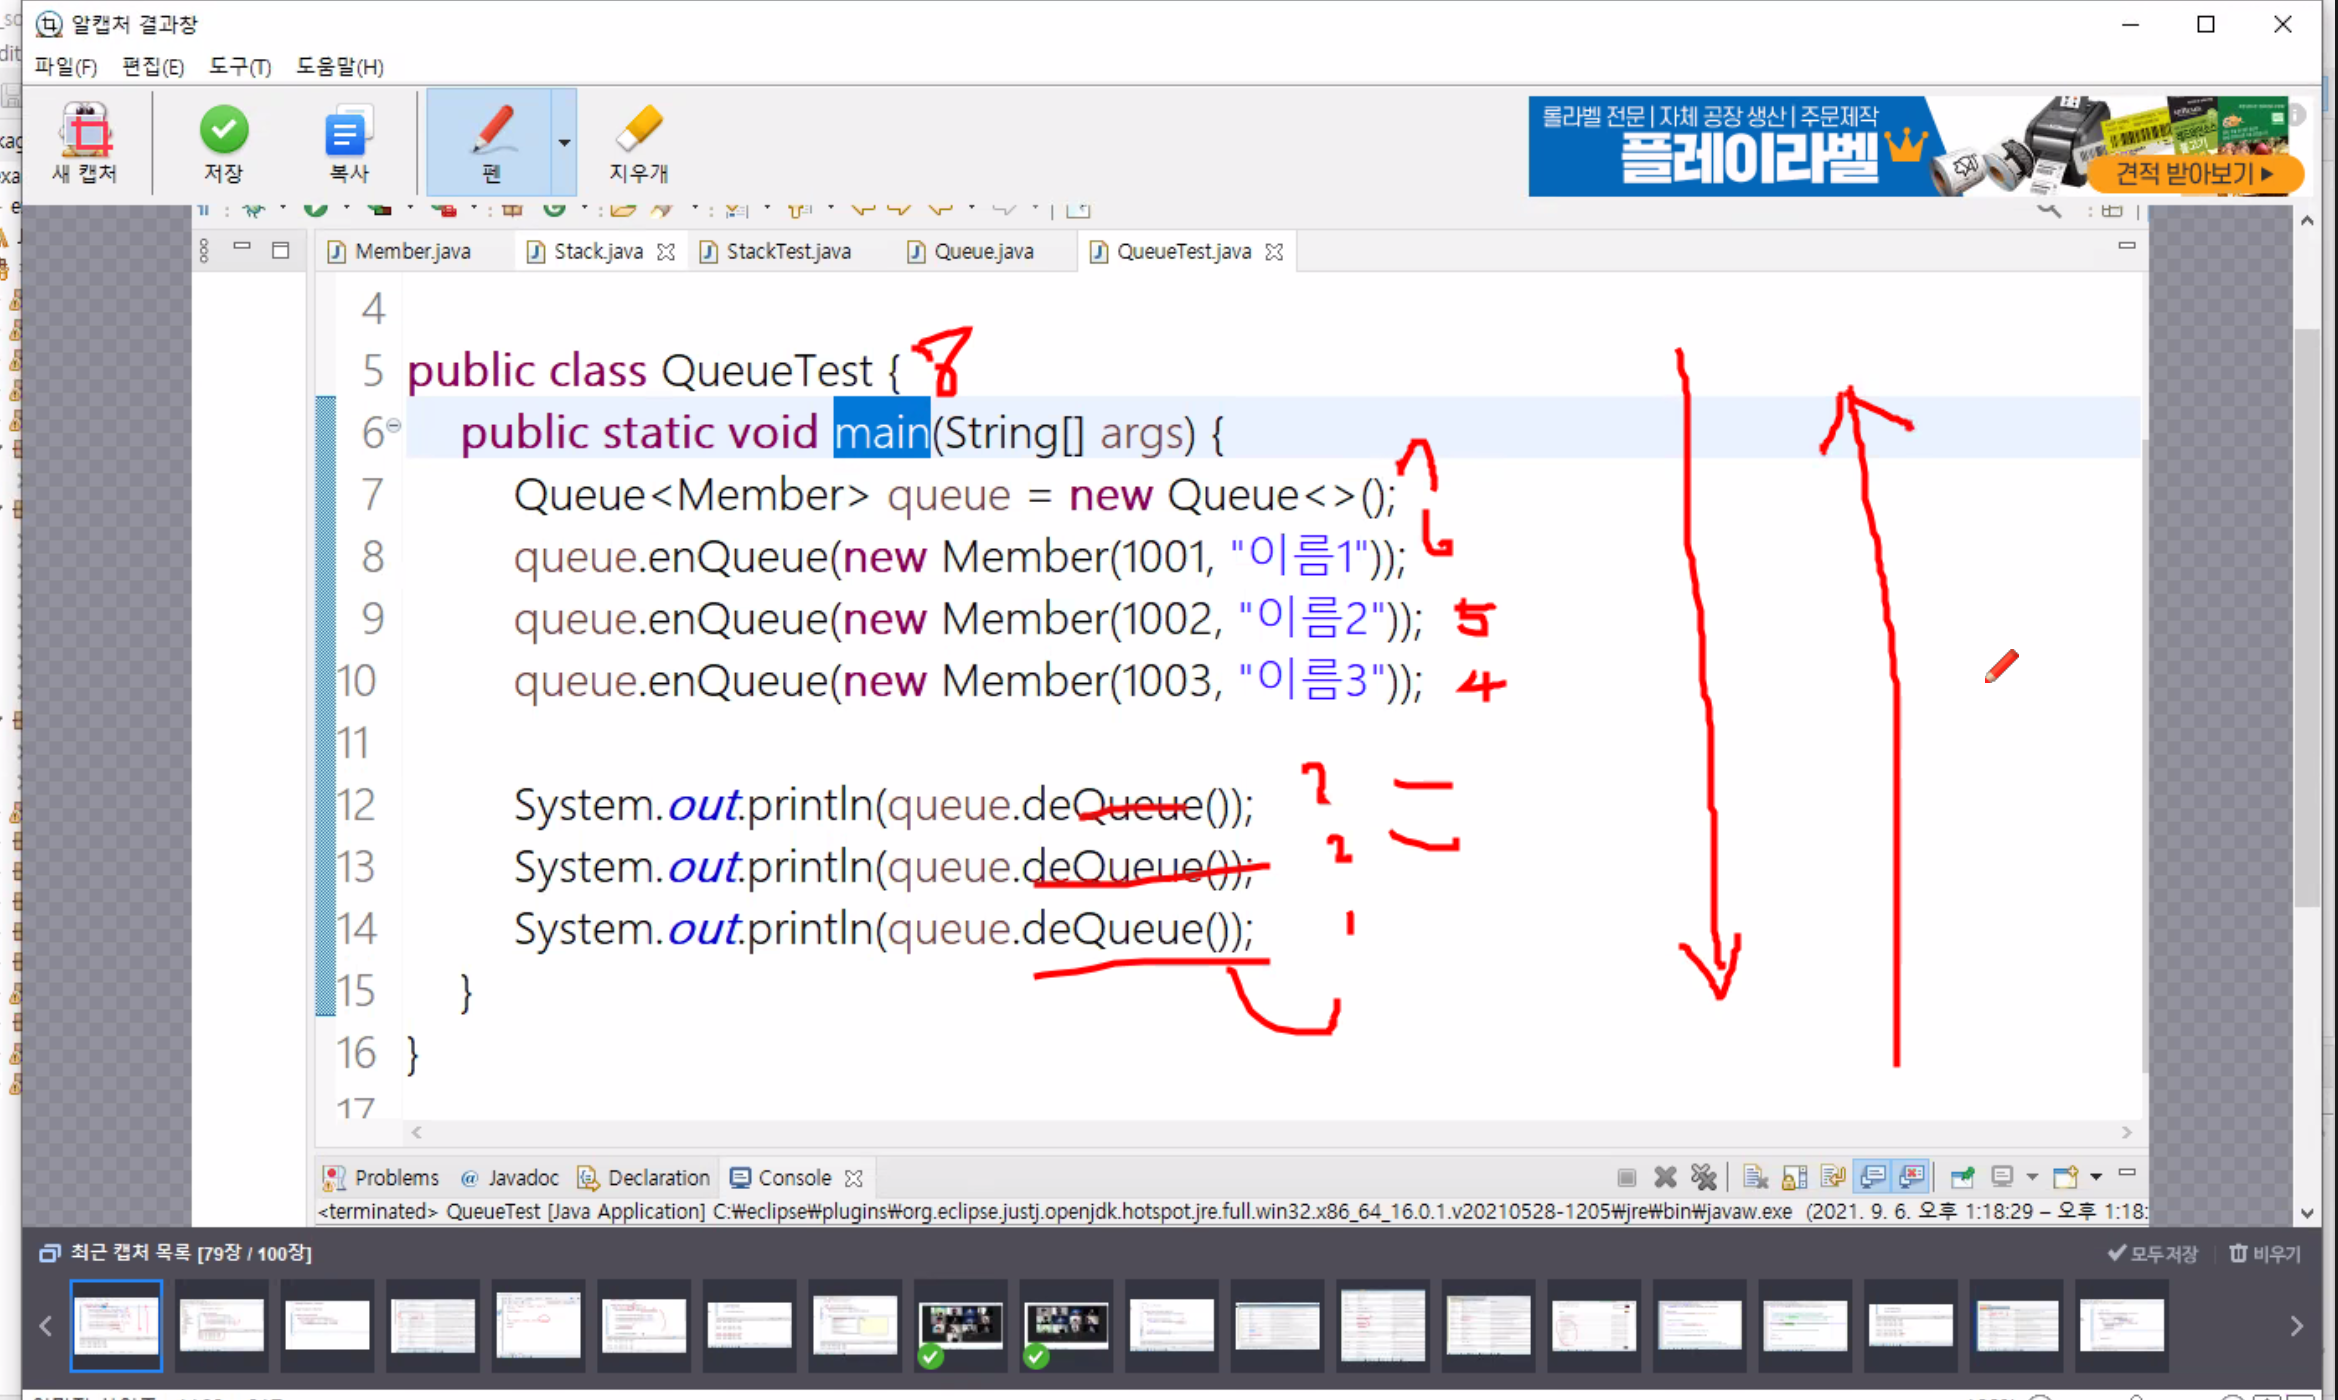 알캡처 결과창
파일(F) 편집(E) 도구(T) 도움말(H)
새 캡처 저장 복사 펜 지우개
롤라벨 전문 | 자체 공장 생산 | 주문제작
플레이라벨
견적 받아보기
Member.java Stack.java StackTest.java Queue.java QueueTest.java
4
5 public class QueueTest { 8
6 public static void main(String[] args) { 7
7 Queue<Member> queue = new Queue<>();
8 queue.enQueue(new Member(1001, "이름1")); 6
9 queue.enQueue(new Member(1002, "이름2")); 5
10 queue.enQueue(new Member(1003, "이름3")); 4
11
12 System.out.println(queue.deQueue());
13 System.out.println(queue.deQueue()); 2
14 System.out.println(queue.deQueue()); 1
15 }
16 }
17
Problems Javadoc Declaration Console
<terminated> QueueTest [Java Application] C:₩eclipse₩plugins₩org.eclipse.justj.openjdk.hotspot.jre.full.win32.x86_64_16.0.1.v20210528-1205₩jre₩bin₩javaw.exe (2021. 9. 6. 오후 1:18:29 – 오후 1:18:
최근 캡처 목록 [79장 / 100장] 모두저장 비우기